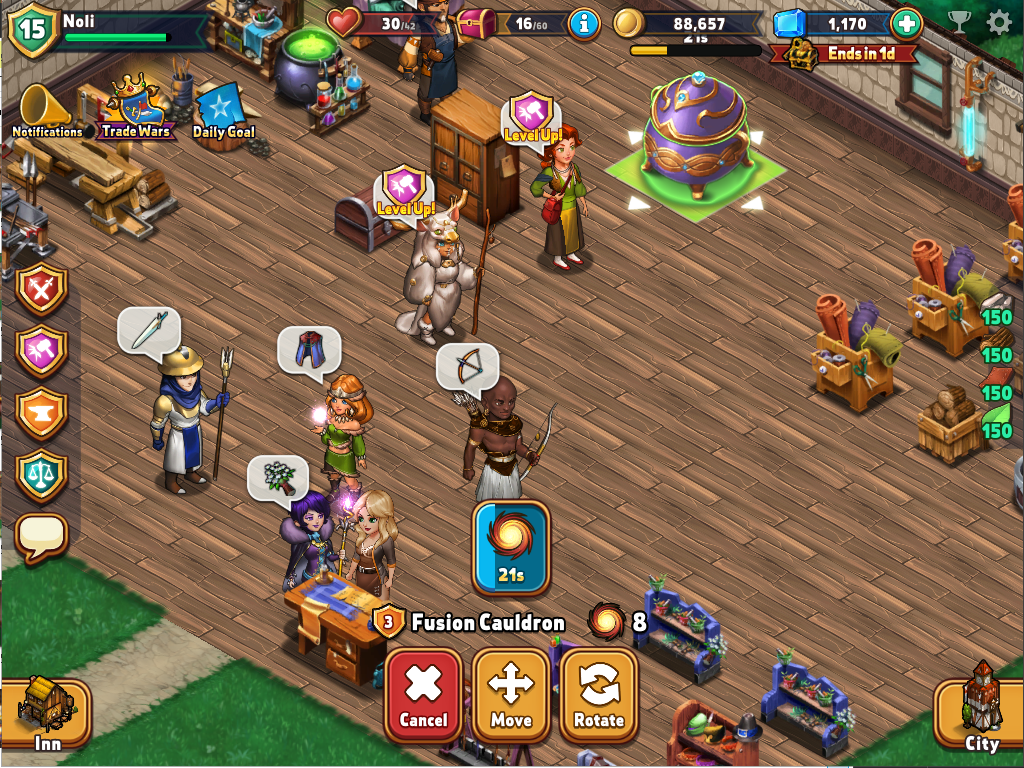 15
Noli
30/42
16/60
88,657
21s
1,170
Ends in 1d
Notifications
Trade Wars
Daily Goal
Level Up!
Level Up!
150
150
150
150
21s
3 Fusion Cauldron 8
Cancel
Move
Rotate
Inn
City